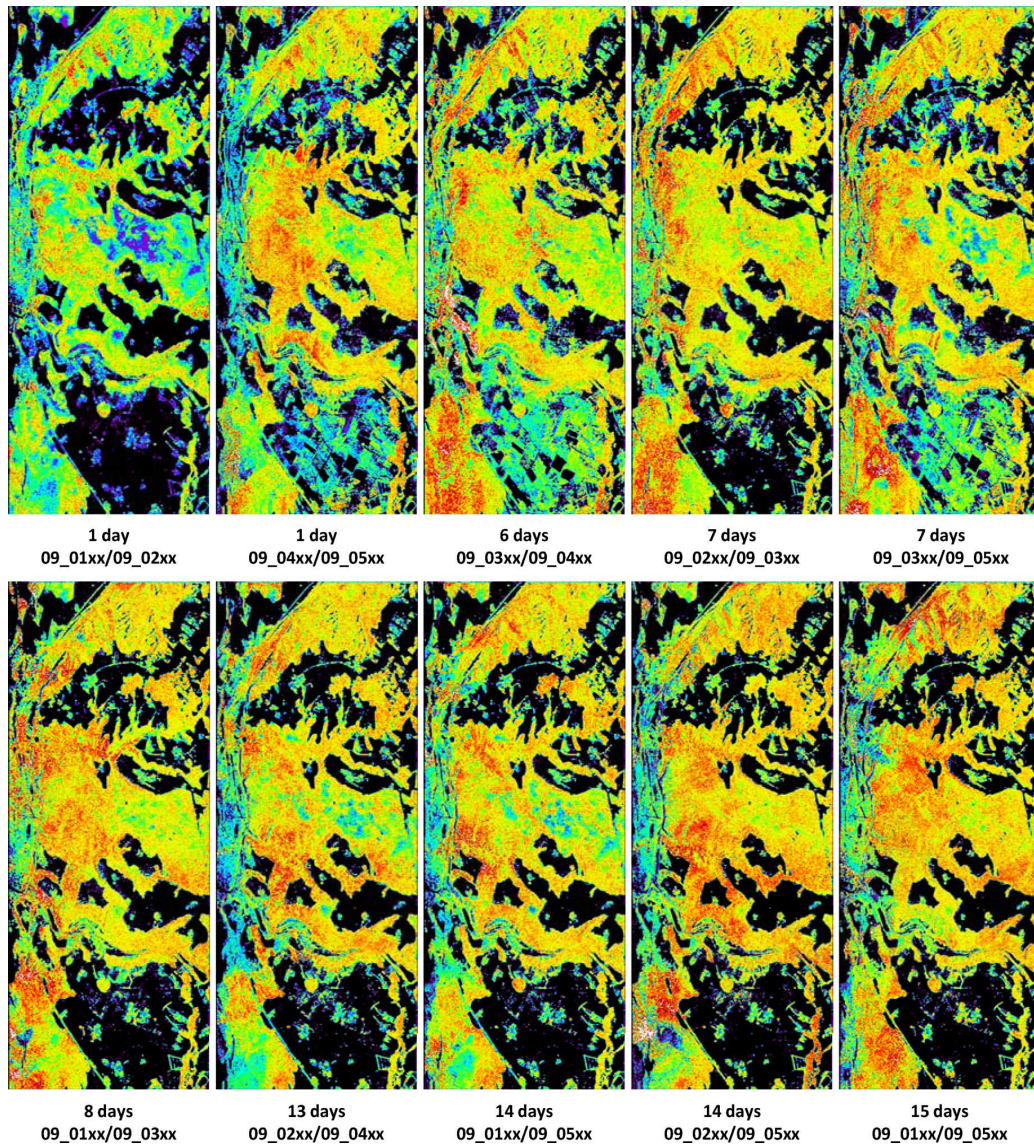 1 day
09_01xx/09_02xx
1 day
09_04xx/09_05xx
6 days
09_03xx/09_04xx
7 days
09_02xx/09_03xx
7 days
09_03xx/09_05xx
8 days
09_01xx/09_03xx
13 days
09_02xx/09_04xx
14 days
09_01xx/09_05xx
14 days
09_02xx/09_05xx
15 days
09_01xx/09_05xx